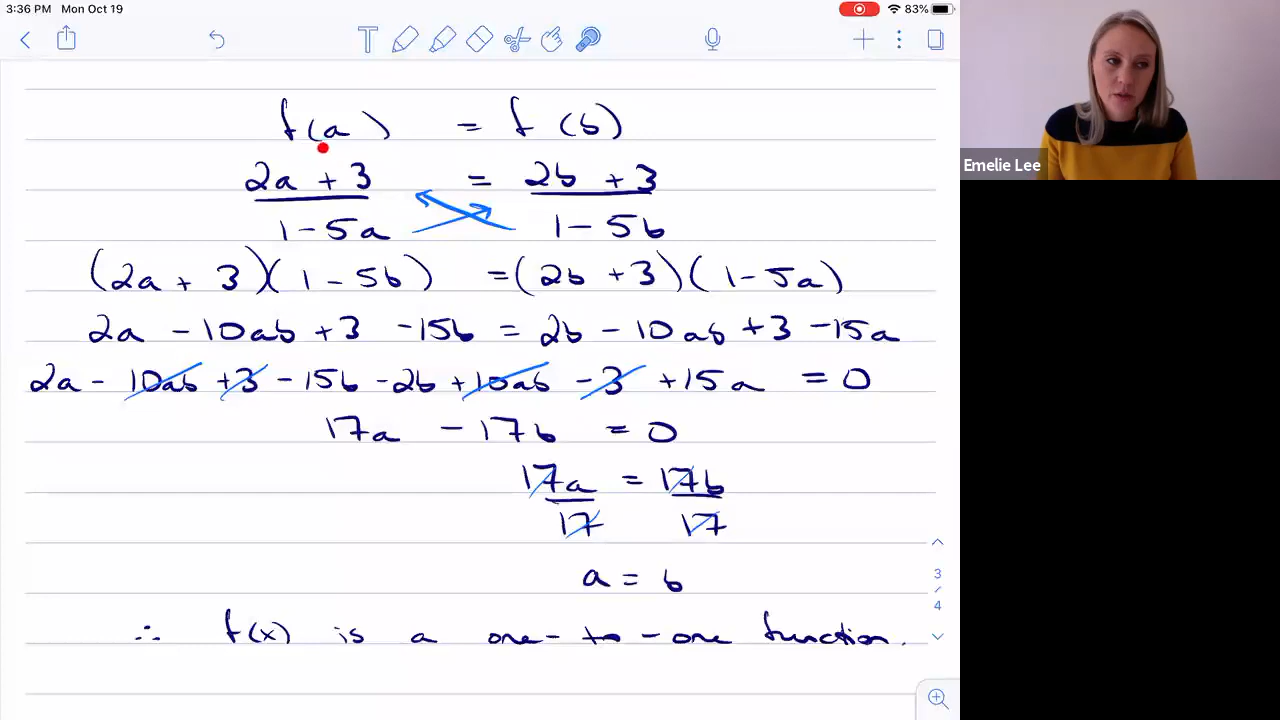 3:36 PM Mon Oct 19
83%
f(a) = f(b)
2a + 3 = 2b + 3
1 - 5a 1 - 5b
(2a + 3)(1 - 5b) = (2b + 3)(1 - 5a)
2a - 10ab + 3 - 15b = 2b - 10ab + 3 - 15a
2a - 10ab + 3 - 15b - 2b + 10ab - 3 + 15a = 0
17a - 17b = 0
17a = 17b
17 17
a = b
∴ f(x) is a one-to-one function.
T
3
/
4
Emelie Lee